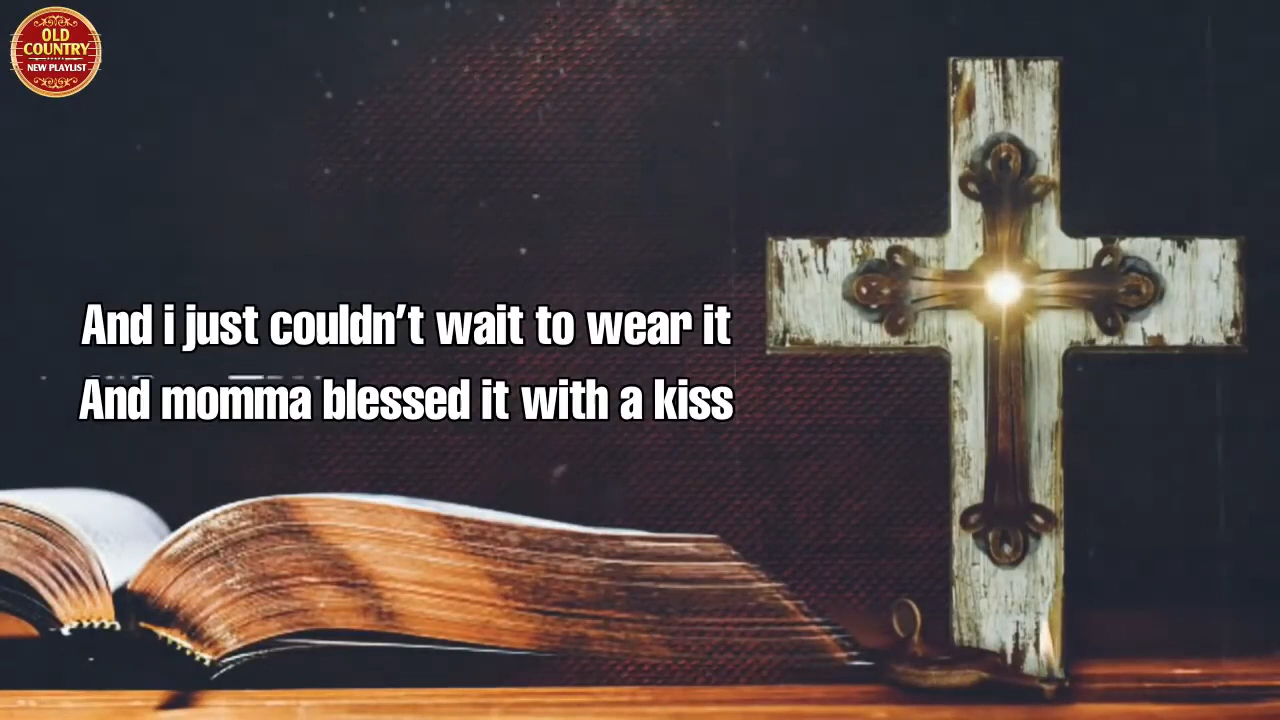 OLD
COUNTRY
NEW PLAYLIST
And i just couldn't wait to wear it
And momma blessed it with a kiss